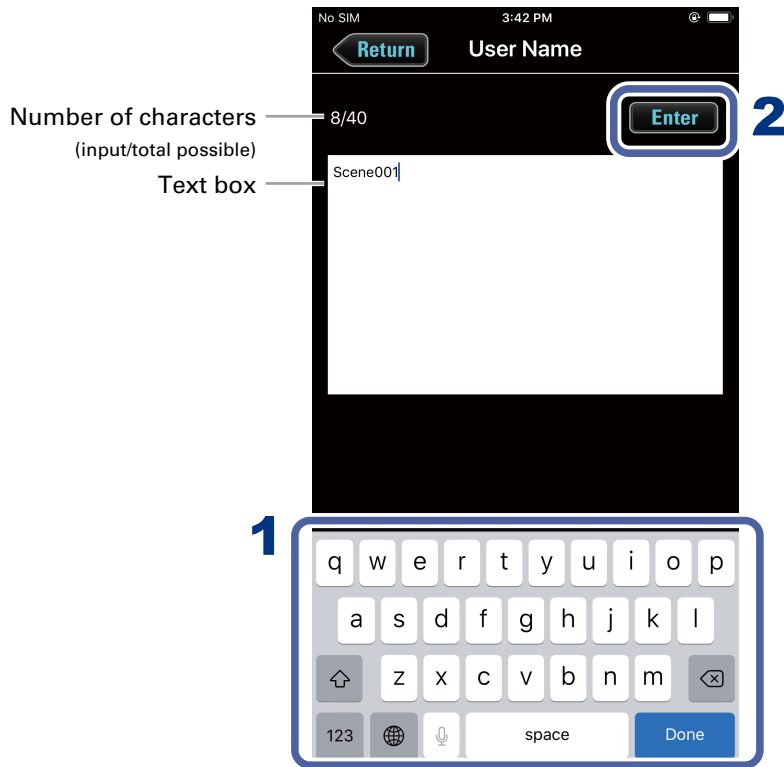 No SIM 3:42 PM
Return User Name
Number of characters 8/40 Enter 2
(input/total possible)
Text box Scene001
1
q w e r t y u i o p
a s d f g h j k l
z x c v b n m
123 space Done